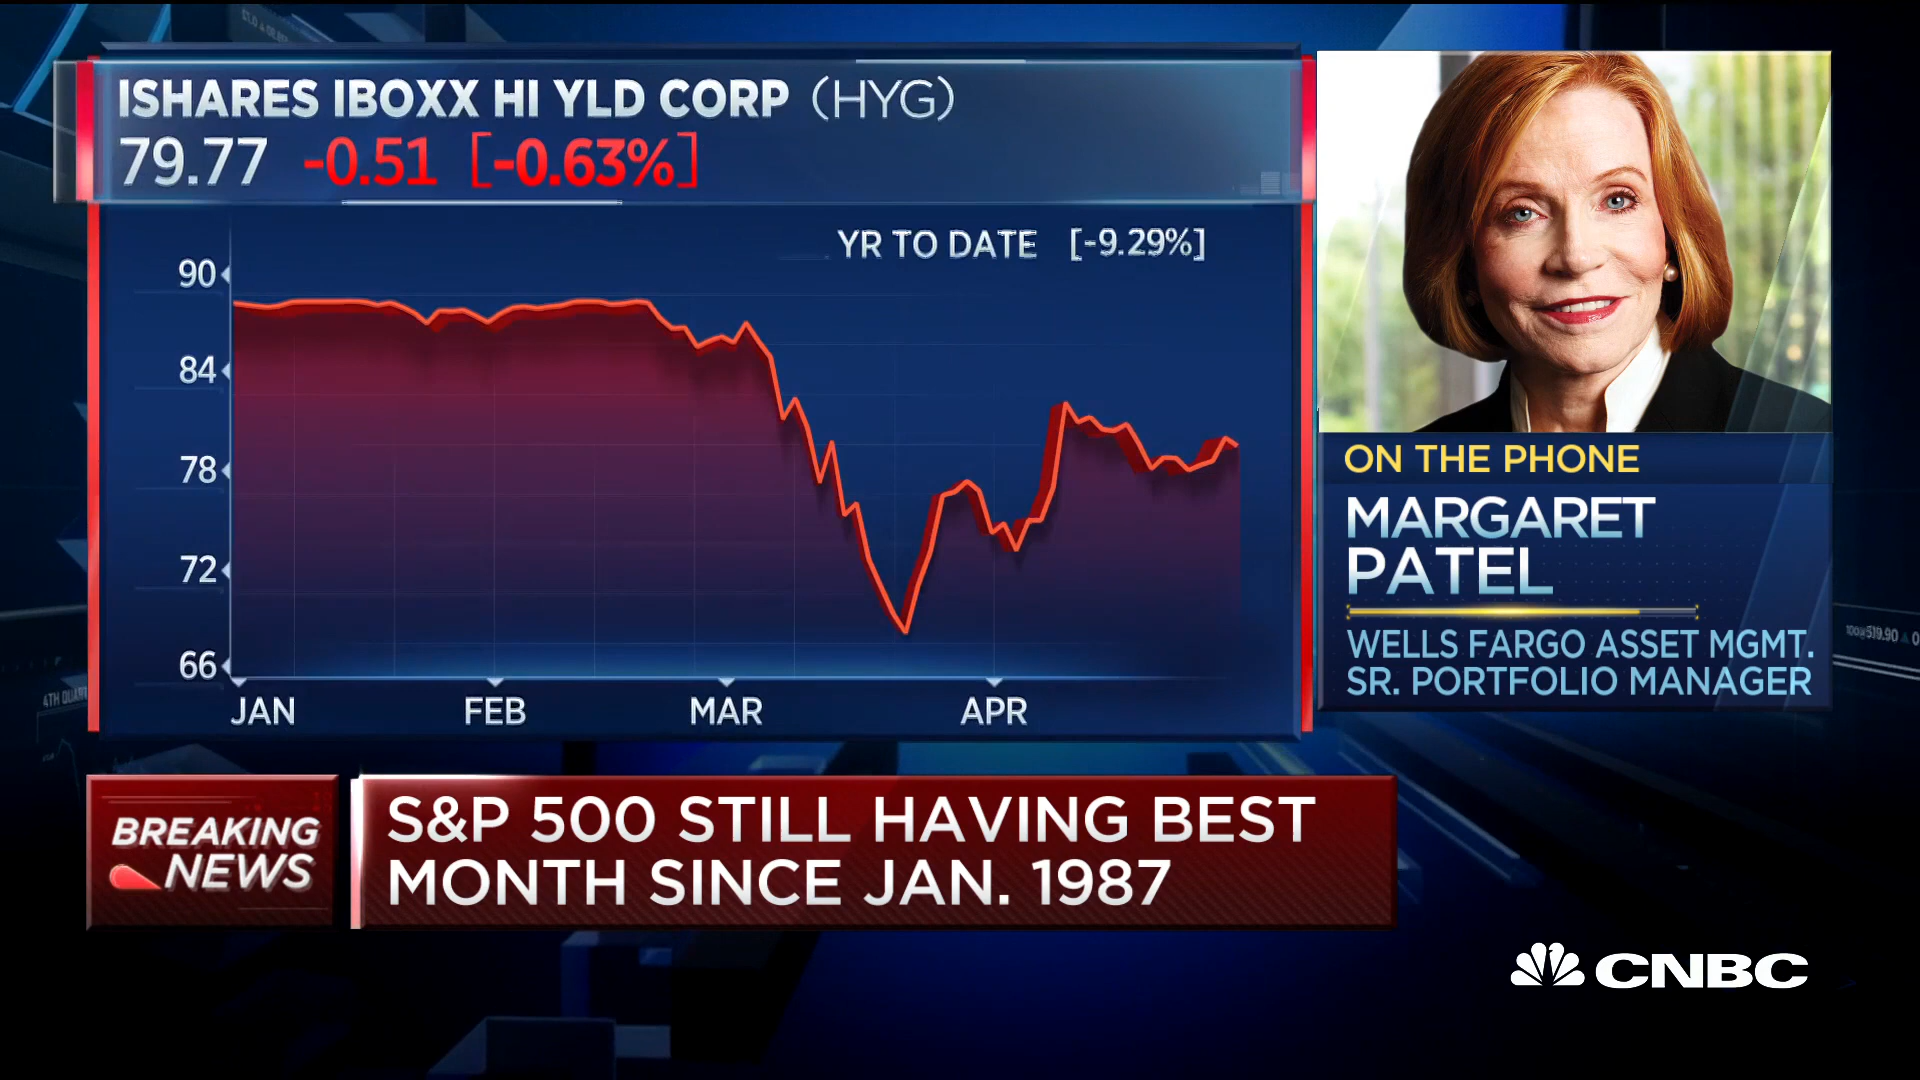 ISHARES IBOXX HI YLD CORP (HYG)
79.77 -0.51 [-0.63%]
YR TO DATE [-9.29%]
90
84
78
72
66
JAN FEB MAR APR
ON THE PHONE
MARGARET
PATEL
WELLS FARGO ASSET MGMT.
SR. PORTFOLIO MANAGER
4TH QUART
BREAKING
NEWS
S&P 500 STILL HAVING BEST
MONTH SINCE JAN. 1987
CNBC